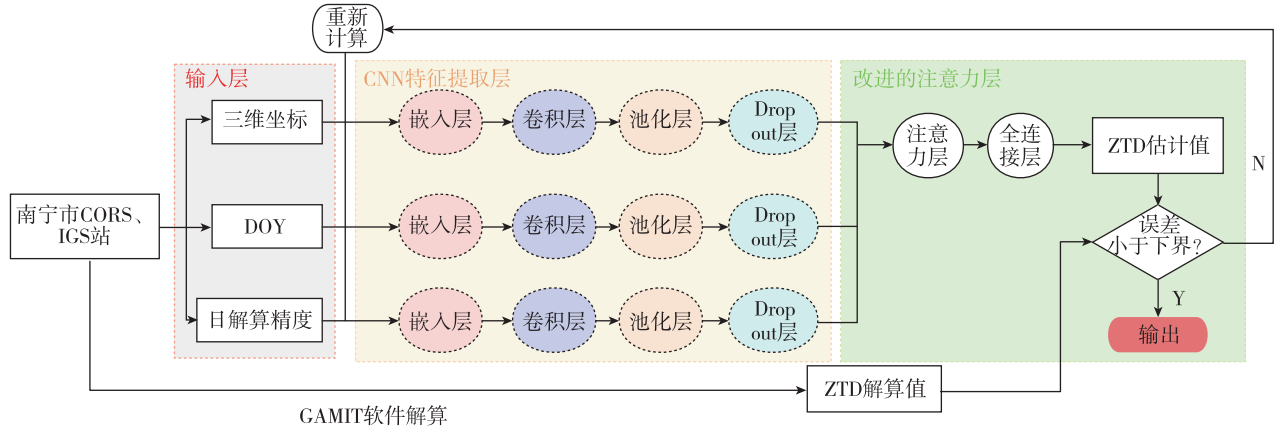 重新
计算
输入层
CNN特征提取层
改进的注意力层
三维坐标
嵌入层
卷积层
池化层
Drop
out层
注意
力层
全连
接层
ZTD估计值
N
南宁市CORS、
IGS站
DOY
嵌入层
卷积层
池化层
Drop
out层
误差
小于下界?
日解算精度
嵌入层
卷积层
池化层
Drop
out层
Y
输出
ZTD解算值
GAMIT软件解算